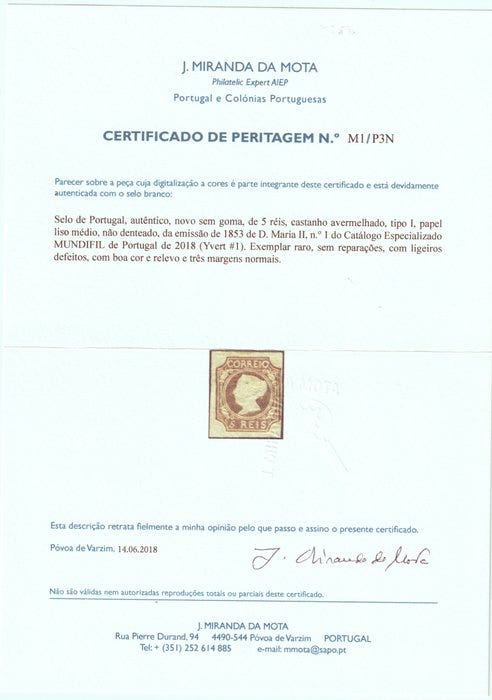 J. MIRANDA DA MOTA
Philatelic Expert AIEP
Portugal e Colónias Portuguesas
CERTIFICADO DE PERITAGEM N.º M1/P3N
Parecer sobre a peça cuja digitalização a cores é parte integrante deste certificado e está devidamente
autenticada com o selo branco:
Selo de Portugal, autêntico, novo sem goma, de 5 réis, castanho avermelhado, tipo I, papel
liso médio, não denteado, da emissão de 1853 de D. Maria II, n.º 1 do Catálogo Especializado
MUNDIFIL de Portugal de 2018 (Yvert #1). Exemplar raro, sem reparações, com ligeiros
defeitos, com boa cor e relevo e três margens normais.
CORREIO
5 REIS
Esta descrição retrata fielmente a minha opinião pelo que passo e assino o presente certificado.
Póvoa de Varzim, 14.06.2018
J. Miranda da Mota
Não são válidas nem autorizadas reproduções totais ou parciais deste certificado.
J. MIRANDA DA MOTA
Rua Pierre Durand, 94 4490-544 Póvoa de Varzim PORTUGAL
Tel: + (351) 252 614 885 e-mail: mmota@sapo.pt